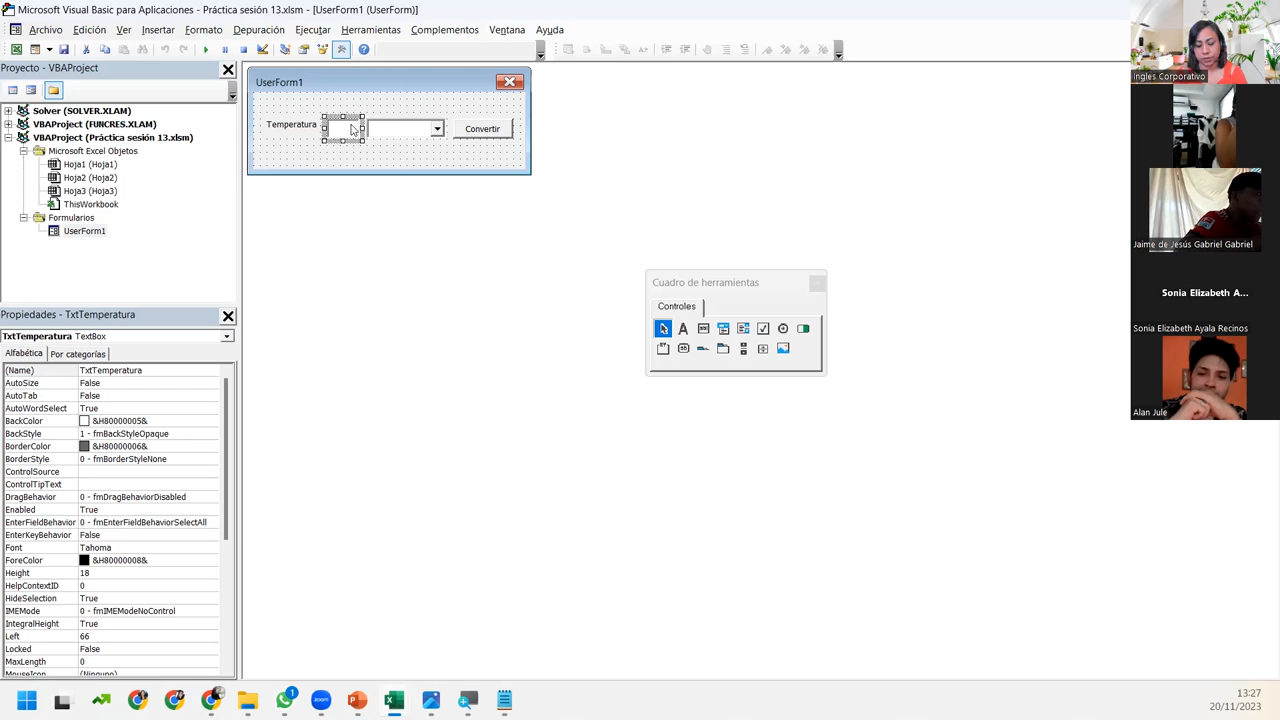 Microsoft Visual Basic para Aplicaciones - Práctica sesión 13.xlsm - [UserForm1 (UserForm)]
Archivo Edición Ver Insertar Formato Depuración Ejecutar Herramientas Complementos Ventana Ayuda
Proyecto - VBAProject
Solver (SOLVER.XLAM)
VBAProject (FUNCRES.XLAM)
VBAProject (Práctica sesión 13.xlsm)
Microsoft Excel Objetos
Hoja1 (Hoja1)
Hoja2 (Hoja2)
Hoja3 (Hoja3)
ThisWorkbook
Formularios
UserForm1
UserForm1
Temperatura
Convertir
Cuadro de herramientas
Controles
Propiedades - TxtTemperatura
TxtTemperatura TextBox
Alfabética Por categorías
(Name) TxtTemperatura
AutoSize False
AutoTab False
AutoWordSelect True
BackColor &H80000005&
BackStyle 1 - fmBackStyleOpaque
BorderColor &H80000006&
BorderStyle 0 - fmBorderStyleNone
ControlSource
ControlTipText
DragBehavior 0 - fmDragBehaviorDisabled
Enabled True
EnterFieldBehavior 0 - fmEnterFieldBehaviorSelectAll
EnterKeyBehavior False
Font Tahoma
ForeColor &H80000008&
Height 18
HelpContextID 0
HideSelection True
IMEMode 0 - fmIMEModeNoControl
IntegralHeight True
Left 66
Locked False
MaxLength 0
MouseIcon (Ninguno)
Ingles Corporativo
Jaime de Jesús Gabriel Gabriel
Sonia Elizabeth A...
Sonia Elizabeth Ayala Recinos
Alan Jule
1
zoom
13:27
20/11/2023